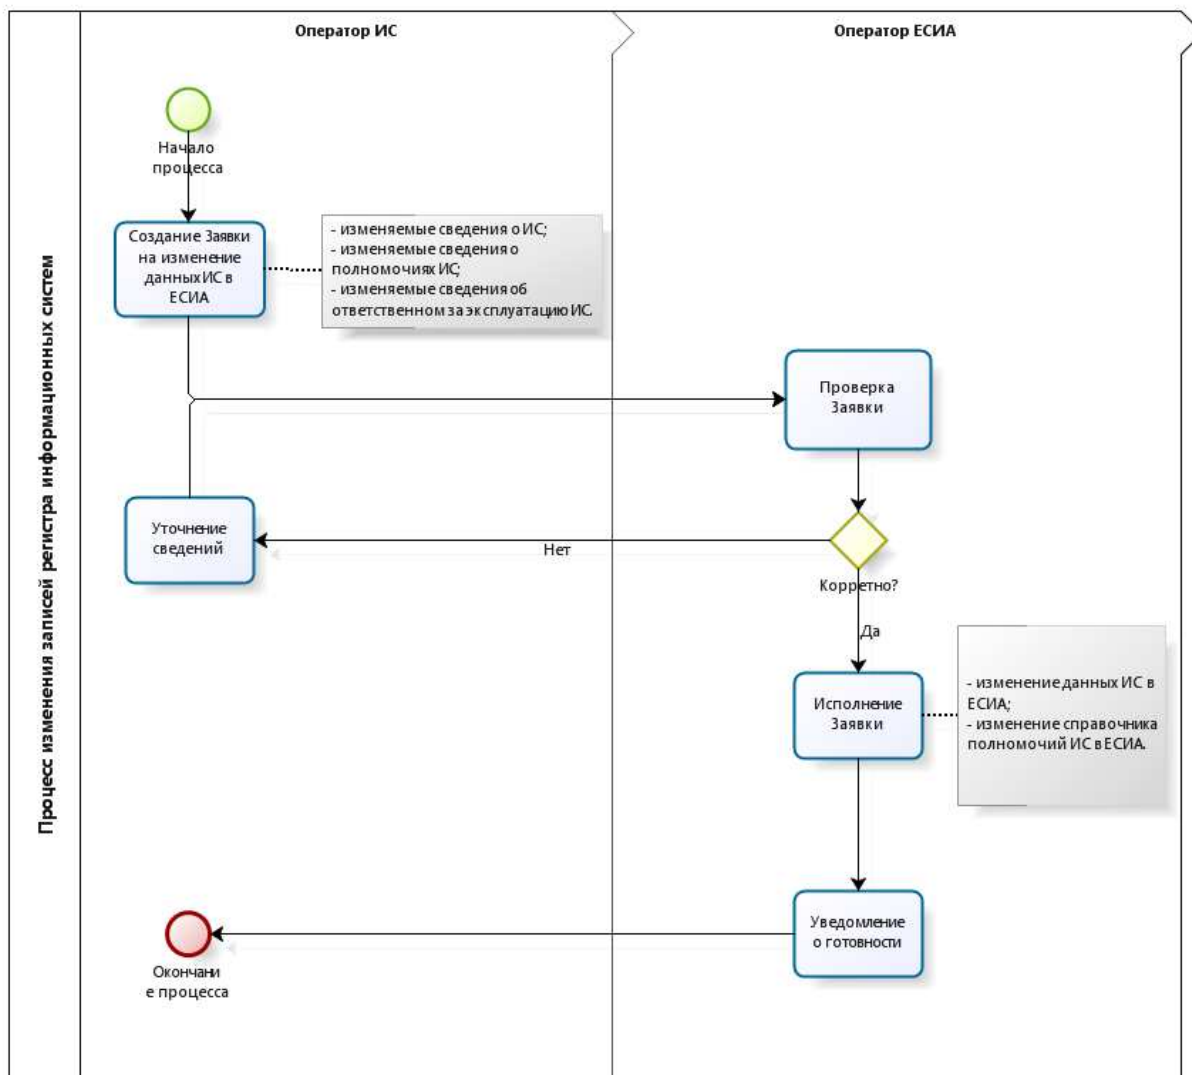 Процесс изменения записей регистра информационных систем
Оператор ИС
Оператор ЕСИА
Начало
процесса
Создание Заявки
на изменение
данных ИС в
ЕСИА
- изменяемые сведения о ИС;
- изменяемые сведения о
полномочиях ИС;
- изменяемые сведения об
ответственном за эксплуатацию ИС.
Проверка
Заявки
Уточнение
сведений
Нет
Корретно?
Да
Исполнение
Заявки
- изменение данных ИС в
ЕСИА;
- изменение справочника
полномочий ИС в ЕСИА.
Уведомление
о готовности
Окончани
е процесса